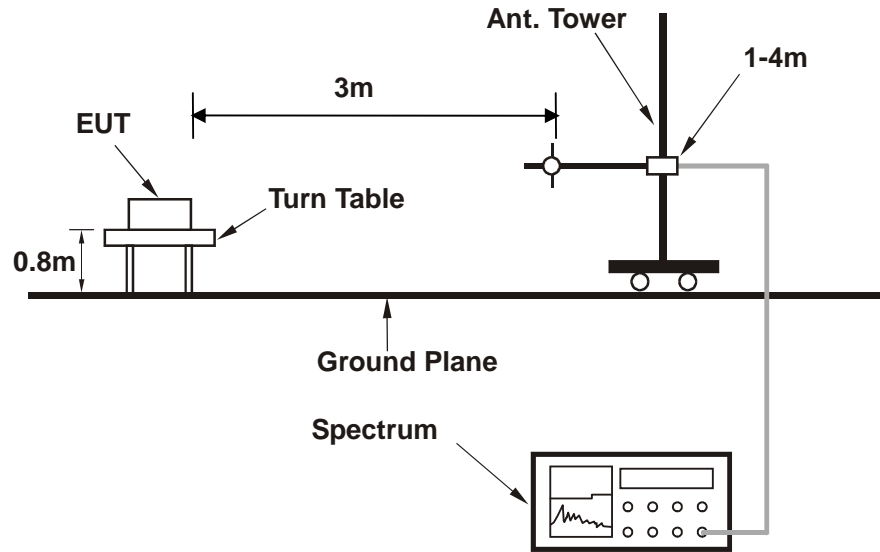 Ant. Tower
1-4m
3m
EUT
Turn Table
0.8m
Ground Plane
Spectrum